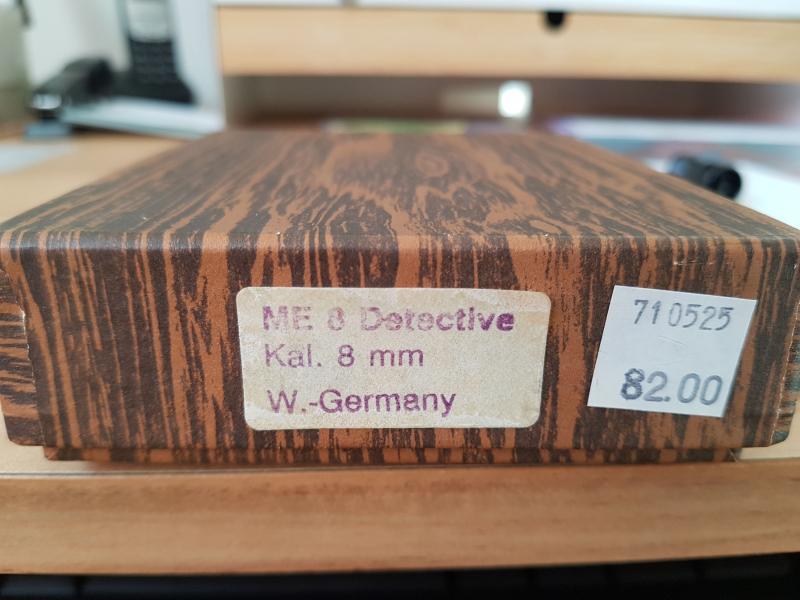 ME 8 Detective
Kal. 8 mm
W.-Germany
710525
82.00